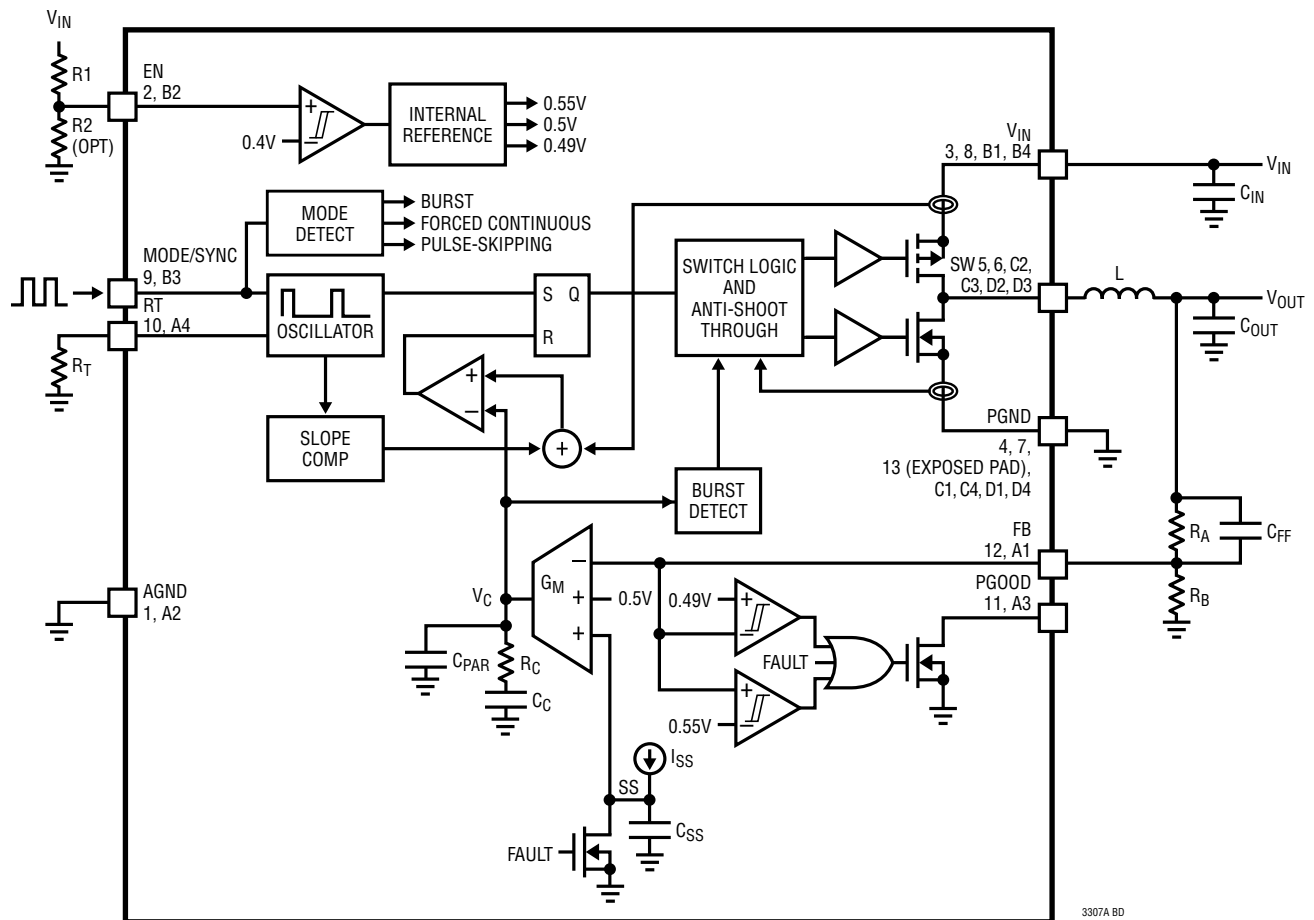 VIN
R1
R2
(OPT)
EN
2, B2
+
−
0.4V
INTERNAL
REFERENCE
0.55V
0.5V
0.49V
VIN
3, 8, B1, B4
VIN
CIN
MODE
DETECT
BURST
FORCED CONTINUOUS
PULSE-SKIPPING
MODE/SYNC
9, B3
RT
10, A4
RT
OSCILLATOR
S Q
R
SWITCH LOGIC
AND
ANTI-SHOOT
THROUGH
SW 5, 6, C2,
C3, D2, D3
L
VOUT
COUT
+
−
SLOPE
COMP
+
BURST
DETECT
PGND
4, 7,
13 (EXPOSED PAD),
C1, C4, D1, D4
RA
CFF
RB
FB
12, A1
PGOOD
11, A3
AGND
1, A2
VC
GM
−
+
+
0.5V
0.49V
+
−
FAULT
+
−
0.55V
CPAR
RC
CC
ISS
SS
CSS
FAULT
3307A BD